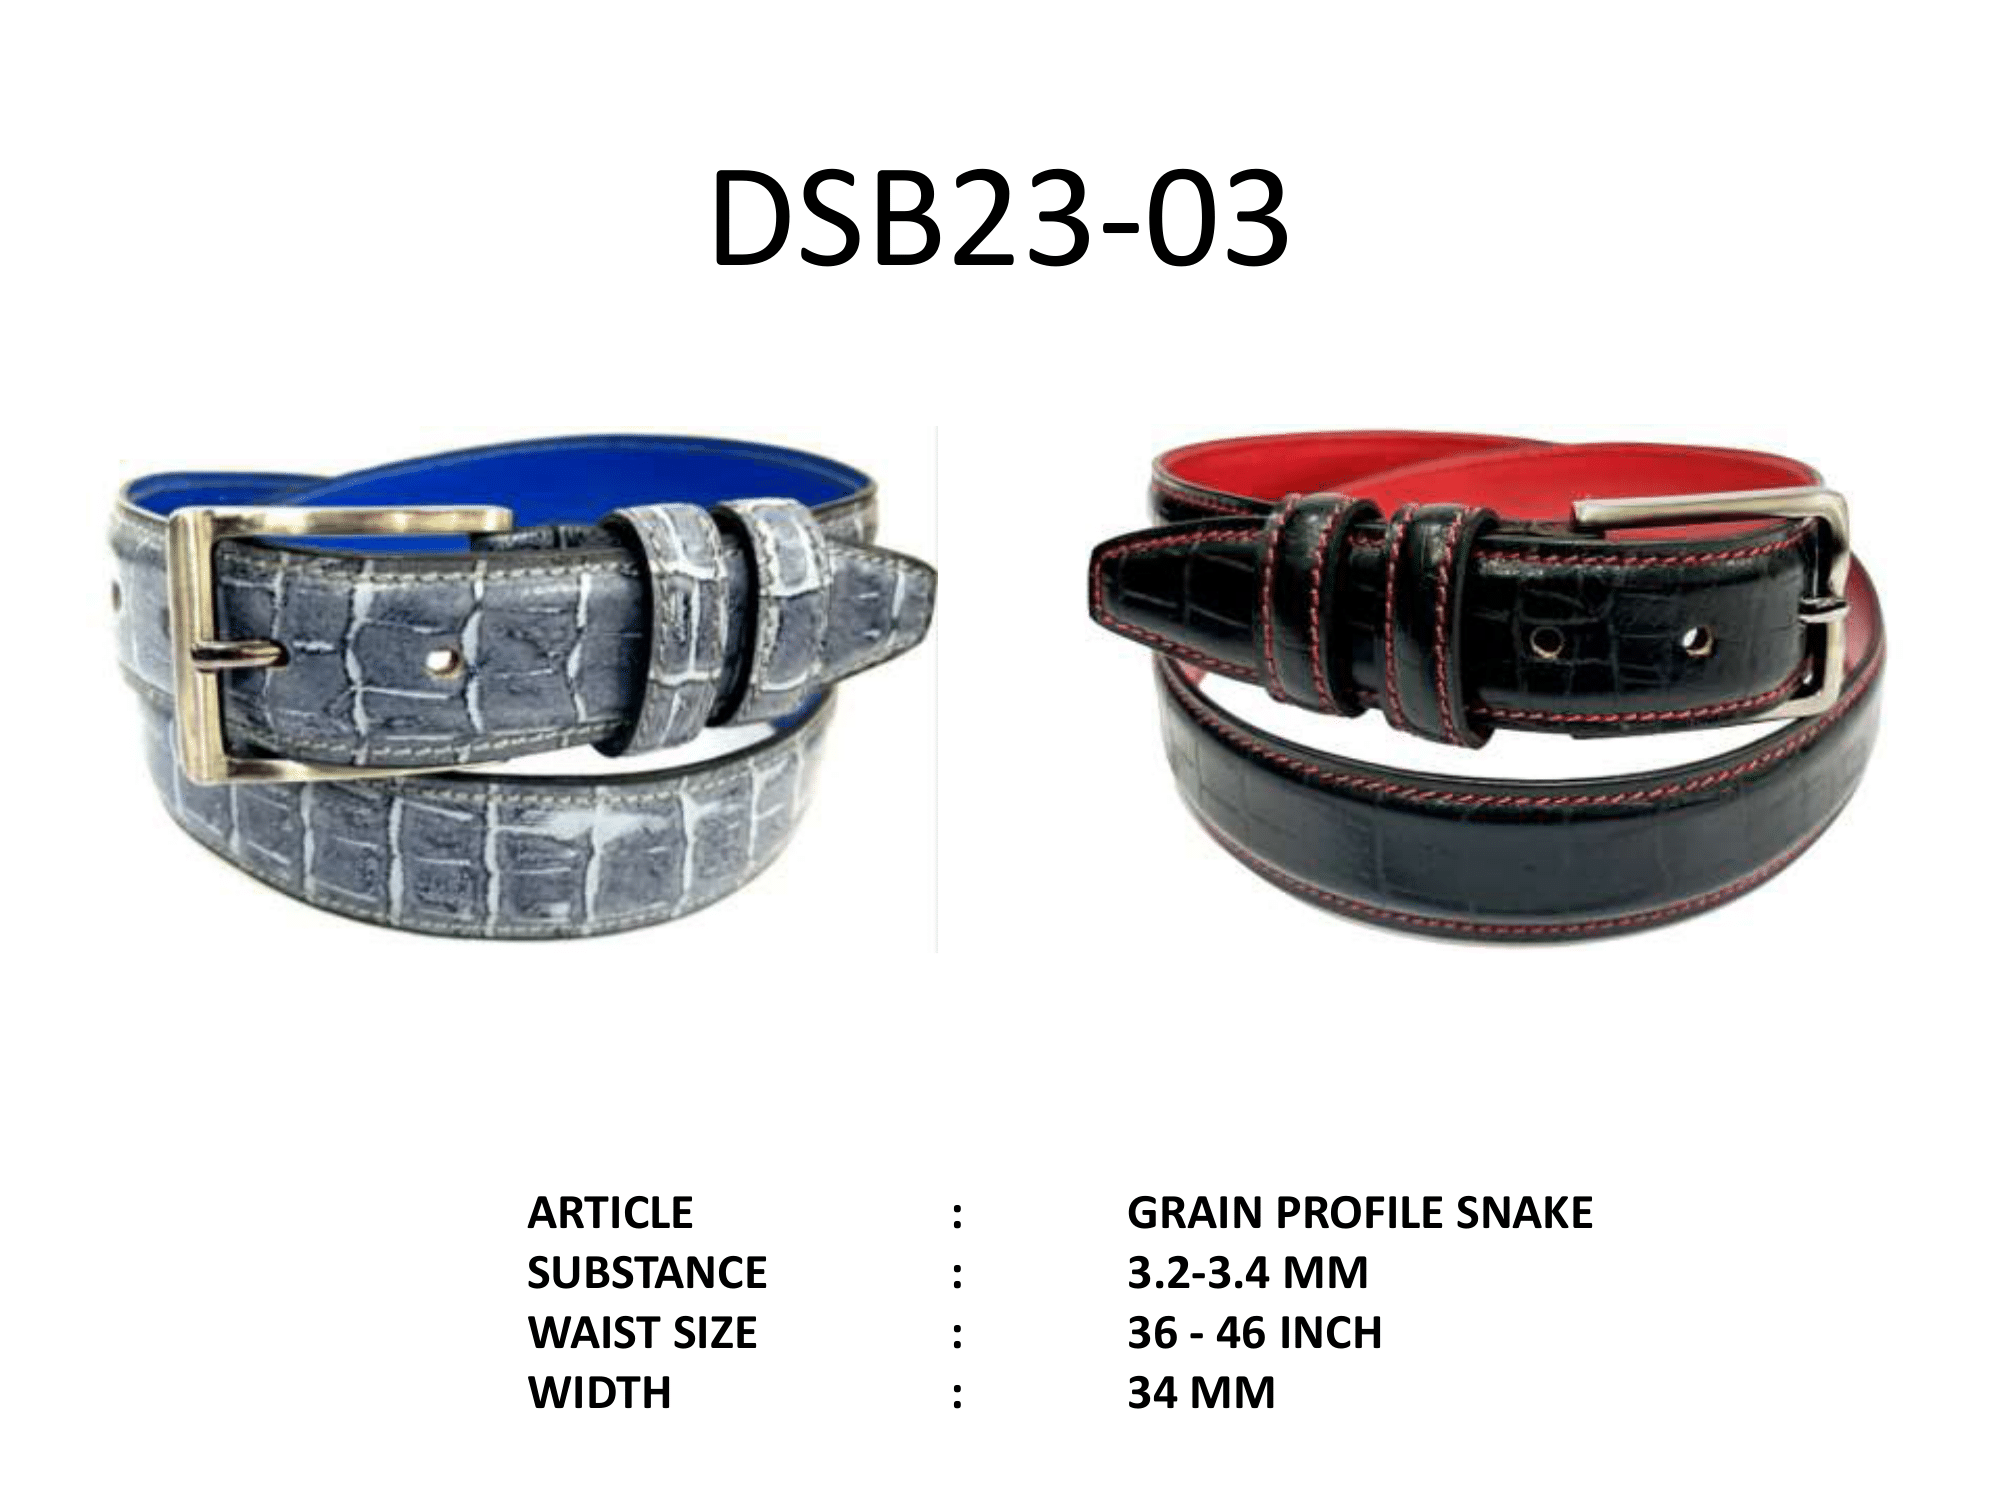 DSB23-03
ARTICLE : GRAIN PROFILE SNAKE
SUBSTANCE : 3.2-3.4 MM
WAIST SIZE : 36 - 46 INCH
WIDTH : 34 MM